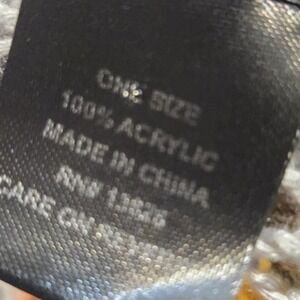 ONE SIZE
100% ACRYLIC
MADE IN CHINA
RN#
CARE ON